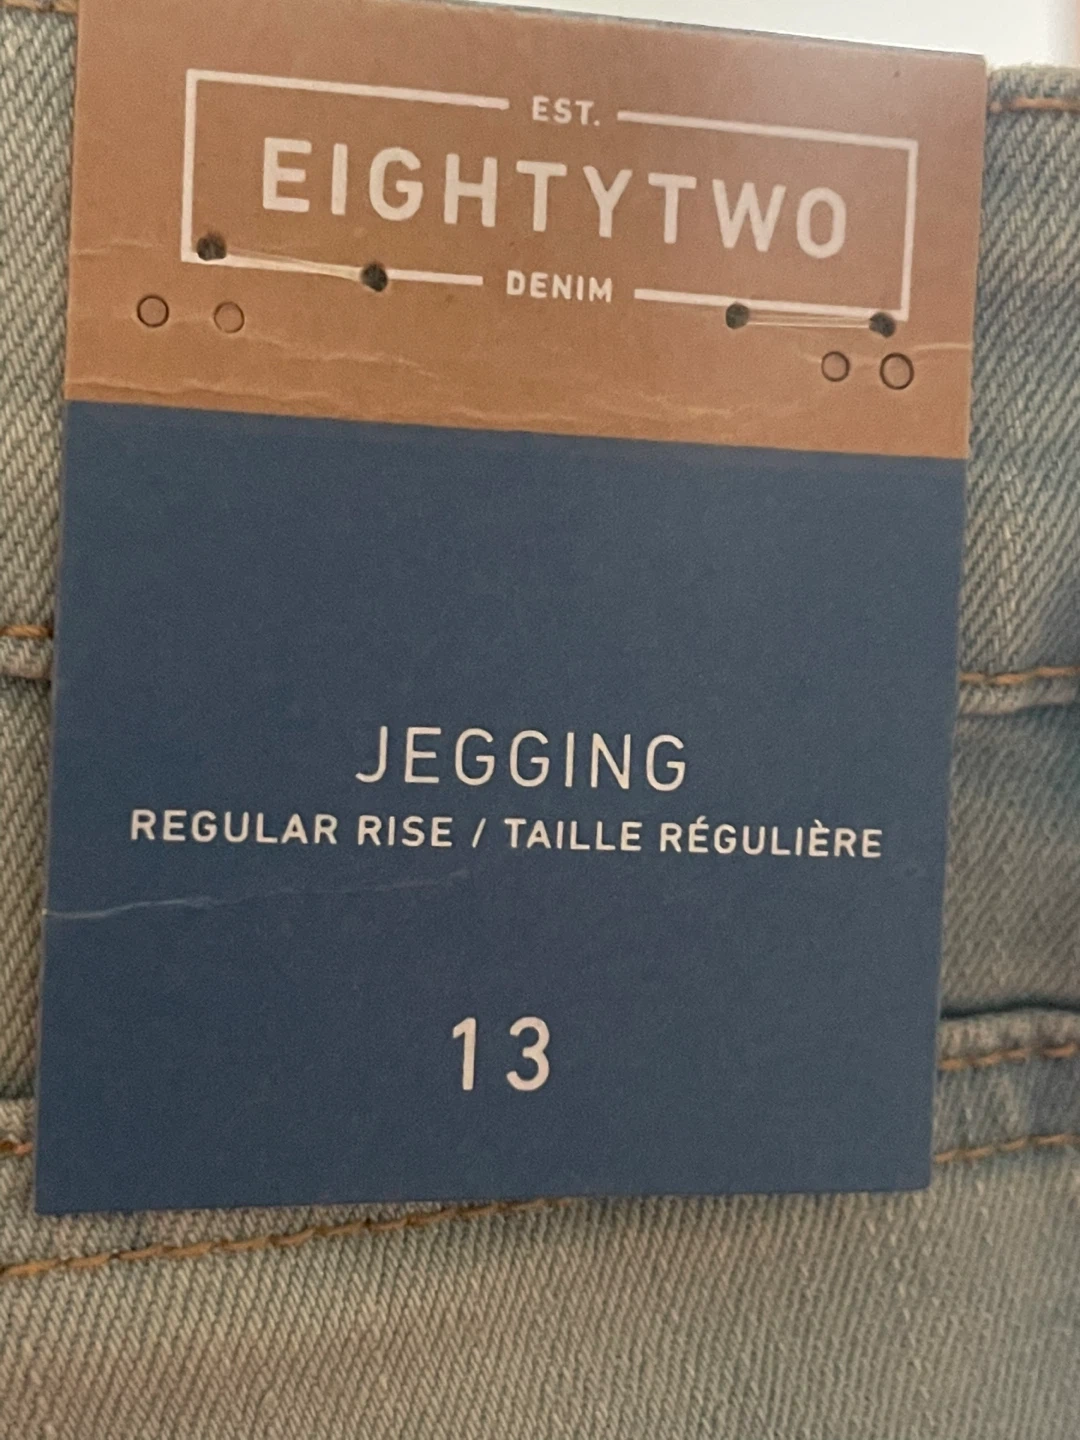 EST.
EIGHTYTWO
DENIM
JEGGING
REGULAR RISE / TAILLE RÉGULIÈRE
13